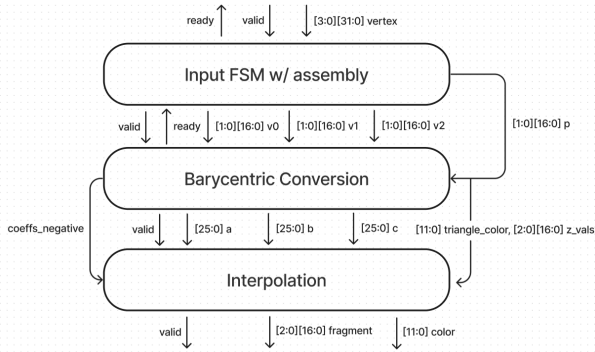 ready valid [3:0][31:0] vertex
Input FSM w/ assembly
[1:0][16:0] p
valid ready [1:0][16:0] v0 [1:0][16:0] v1 [1:0][16:0] v2
Barycentric Conversion
coeffs_negative valid [25:0] a [25:0] b [25:0] c [11:0] triangle_color, [2:0][16:0] z_vals
Interpolation
valid [2:0][16:0] fragment [11:0] color